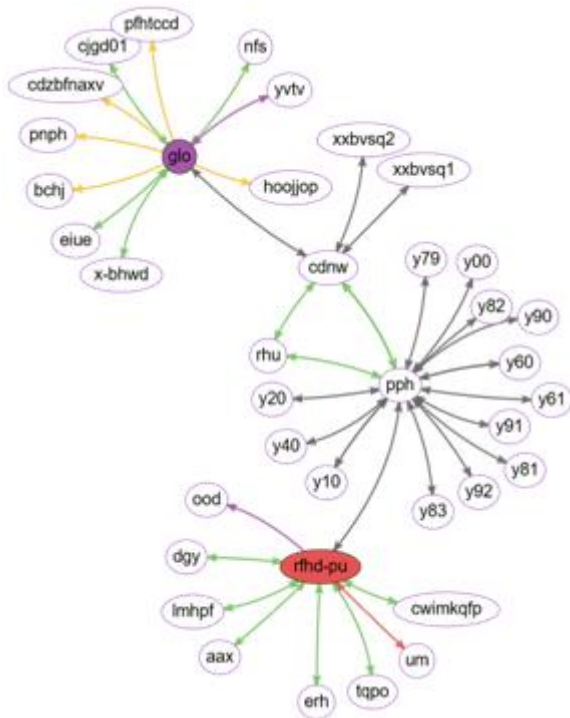 pfhtccd
cjgd01
nfs
cdzbfnaxv
yvtv
pnph
glo
xxbvsq2
xxbvsq1
bchj
hoojjop
eiue
x-bhwd
cdnw
y79
y00
y82
y90
rhu
y60
pph
y20
y61
y91
y40
y10
y81
y92
y83
ood
dgy
rfhd-pu
lmhpf
cwimkqfp
aax
um
erh
tqpo